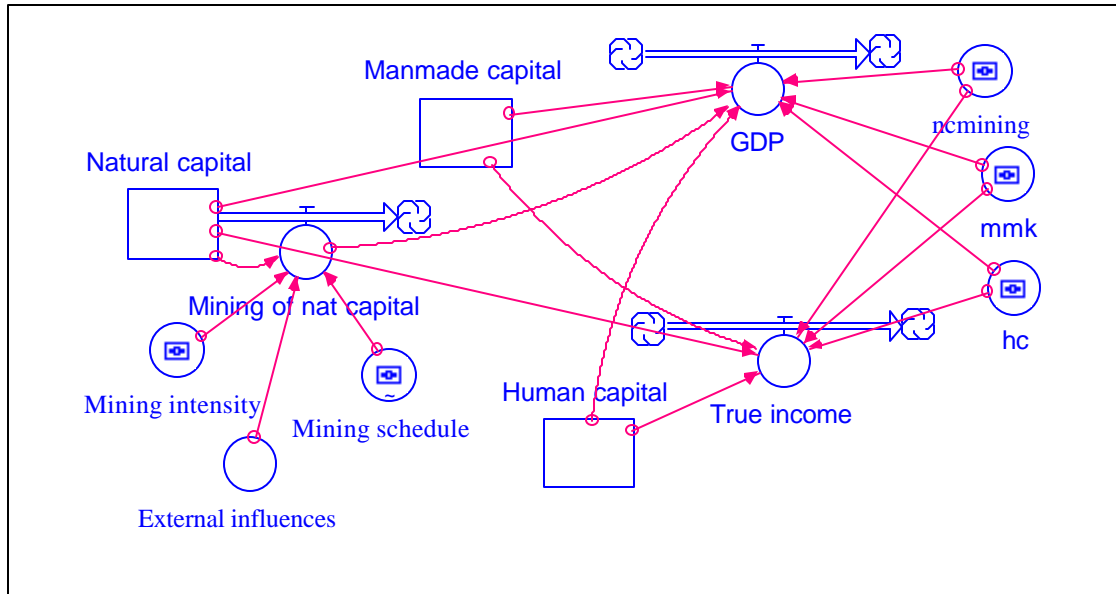 Manmade capital
ncmining
GDP
Natural capital
mmk
Mining of nat capital
hc
Mining intensity
Human capital
True income
Mining schedule
~
External influences